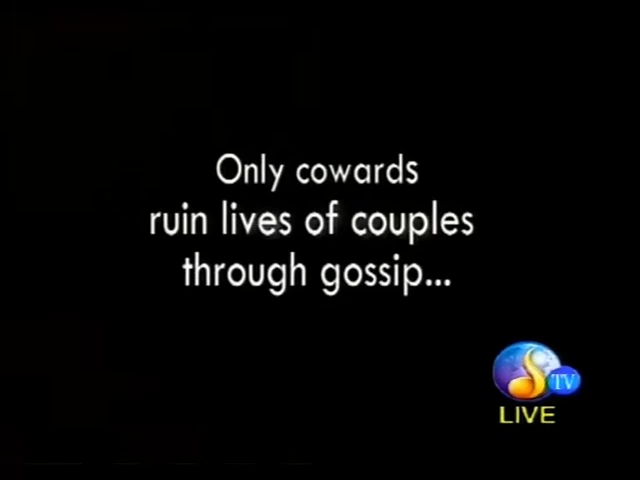 Only cowards
ruin lives of couples
through gossip...
S TV
LIVE